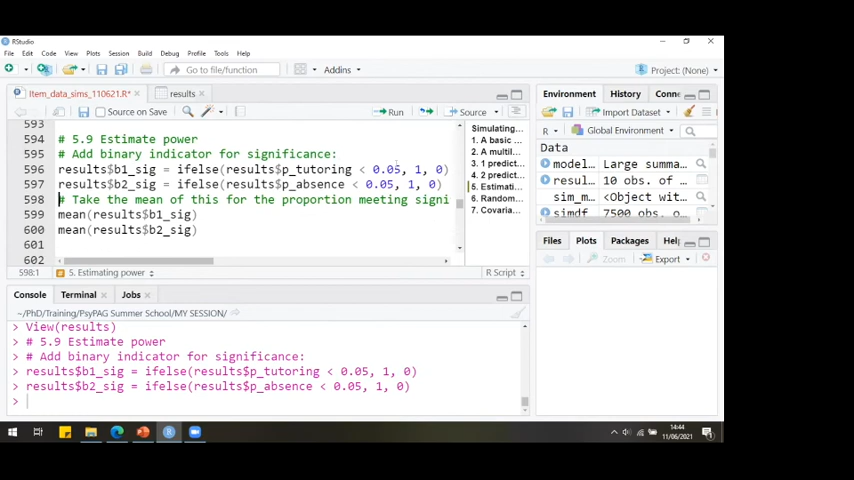 RStudio
File Edit Code View Plots Session Build Debug Profile Tools Help
Go to file/function
Addins
Project: (None)
Item_data_sims_110621.R*
results
Source on Save
Run
Source
593
594 # 5.9 Estimate power
595 # Add binary indicator for significance:
596 results$b1_sig = ifelse(results$p_tutoring < 0.05, 1, 0)
597 results$b2_sig = ifelse(results$p_absence < 0.05, 1, 0)
598 # Take the mean of this for the proportion meeting signi
599 mean(results$b1_sig)
600 mean(results$b2_sig)
601
602
598:1
5. Estimating power
R Script
Simulating...
1. A basic ...
2. A multil...
3. 1 predict...
4. 2 predict...
5. Estimati...
6. Random...
7. Covaria...
Console Terminal Jobs
~/PhD/Training/PsyPAG Summer School/MY SESSION/
> View(results)
> # 5.9 Estimate power
> # Add binary indicator for significance:
> results$b1_sig = ifelse(results$p_tutoring < 0.05, 1, 0)
> results$b2_sig = ifelse(results$p_absence < 0.05, 1, 0)
>
Environment History Conne
Import Dataset
R
Global Environment
Data
model... Large summa...
resul... 10 obs. of ...
sim_m... <Object wit...
simdf 7500 obs. of
Files Plots Packages Hel
Zoom
Export
14:44
11/06/2021